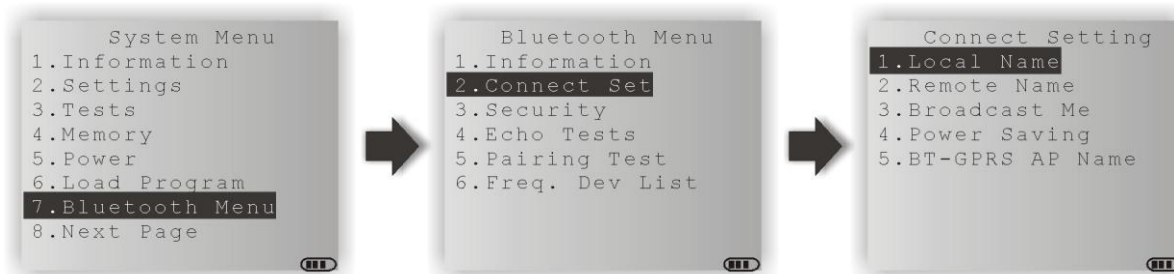 System Menu
1.Information
2.Settings
3.Tests
4.Memory
5.Power
6.Load Program
7.Bluetooth Menu
8.Next Page
Bluetooth Menu
1.Information
2.Connect Set
3.Security
4.Echo Tests
5.Pairing Test
6.Freq. Dev List
Connect Setting
1.Local Name
2.Remote Name
3.Broadcast Me
4.Power Saving
5.BT-GPRS AP Name